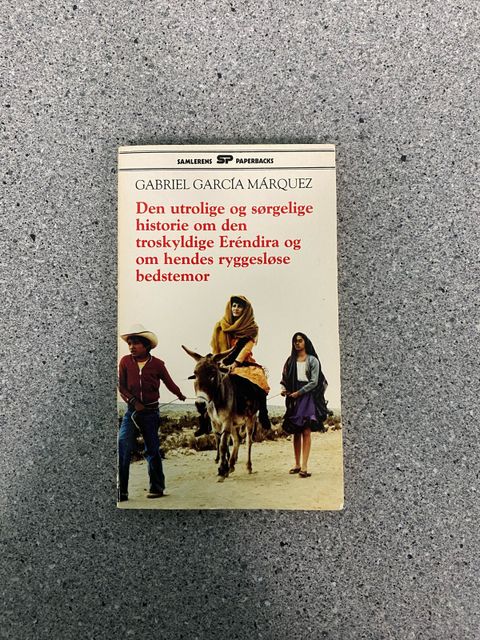 SAMLERENS SP PAPERBACKS
GABRIEL GARCÍA MÁRQUEZ
Den utrolige og sørgelige
historie om den
troskyldige Eréndira og
om hendes ryggesløse
bedstemor